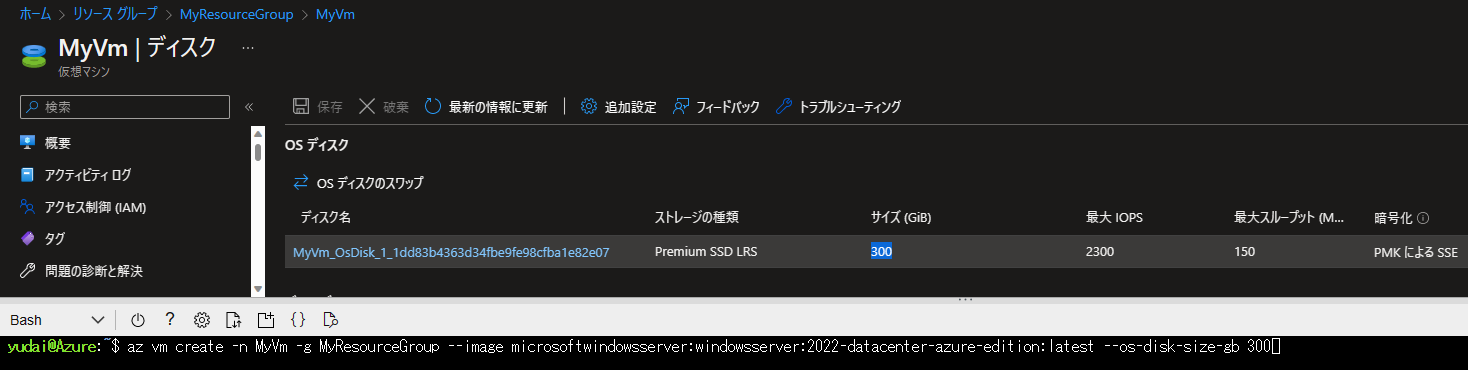 ホーム > リソース グループ > MyResourceGroup > MyVm
MyVm | ディスク ...
仮想マシン
検索 «
保存 破棄 最新の情報に更新 追加設定 フィードバック トラブルシューティング
概要
アクティビティ ログ
アクセス制御 (IAM)
タグ
問題の診断と解決
OS ディスク
OS ディスクのスワップ
ディスク名 ストレージの種類 サイズ (GiB) 最大 IOPS 最大スループット (M... 暗号化
MyVm_OsDisk_1_1dd83b4363d34fbe9fe98cfba1e82e07 Premium SSD LRS 300 2300 150 PMK による SSE
Bash
yudai@Azure:~$ az vm create -n MyVm -g MyResourceGroup --image microsoftwindowsserver:windowsserver:2022-datacenter-azure-edition:latest --os-disk-size-gb 300